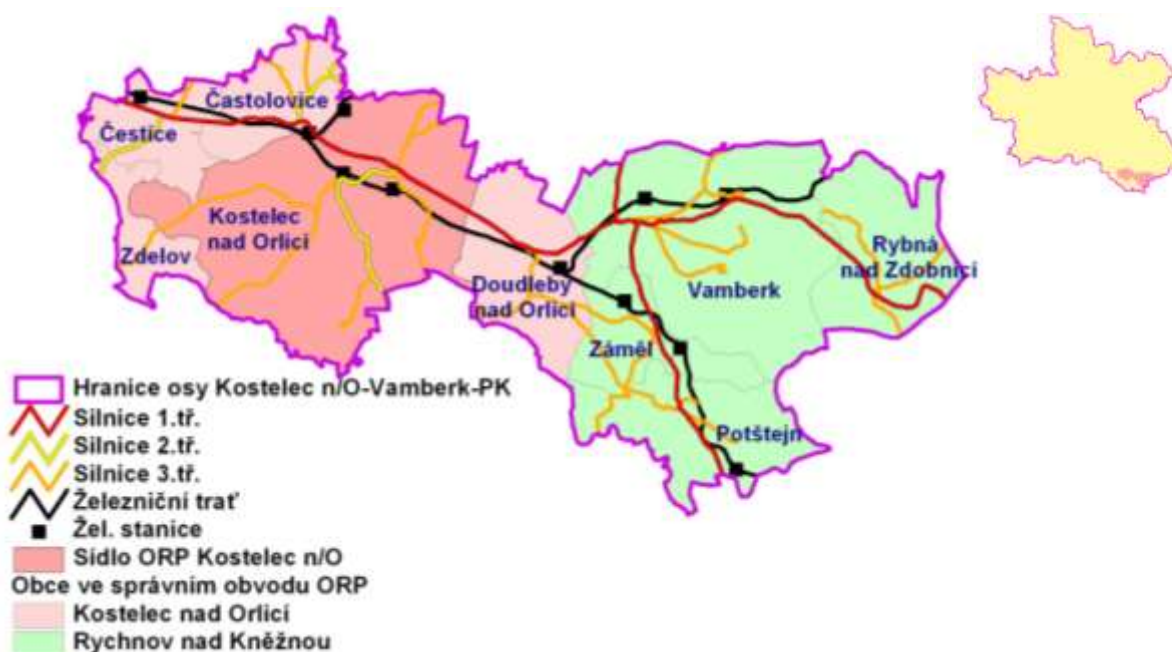 Častolovice
Čestice
Kostelec
nad Orlicí
Zdelov
Doudleby
nad Orlicí
Vamberk
Rybná
nad Zdobnicí
Záměl
Potštejn
Hranice osy Kostelec n/O-Vamberk-PK
Silnice 1.tř.
Silnice 2.tř.
Silnice 3.tř.
Železniční trať
Žel. stanice
Sídlo ORP Kostelec n/O
Obce ve správním obvodu ORP
Kostelec nad Orlicí
Rychnov nad Kněžnou